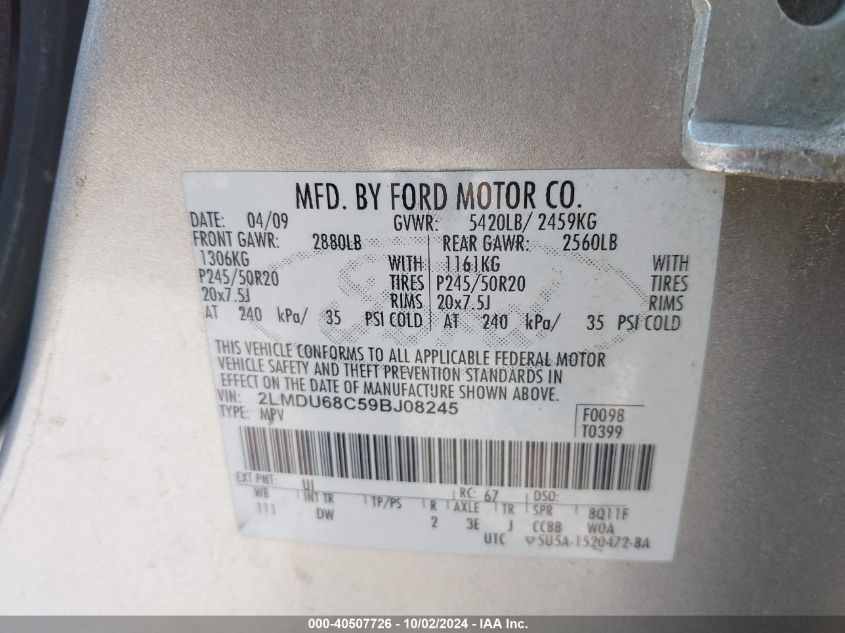 MFD. BY FORD MOTOR CO.
DATE: 04/09 GVWR: 5420LB/ 2459KG
FRONT GAWR: 2880LB REAR GAWR: 2560LB
1306KG WITH 1161KG WITH
P245/50R20 TIRES P245/50R20 TIRES
20x7.5J RIMS 20x7.5J RIMS
AT 240 kPa/ 35 PSI COLD AT 240 kPa/ 35 PSI COLD
THIS VEHICLE CONFORMS TO ALL APPLICABLE FEDERAL MOTOR
VEHICLE SAFETY AND THEFT PREVENTION STANDARDS IN
EFFECT ON THE DATE OF MANUFACTURE SHOWN ABOVE.
VIN: 2LMDU68C59BJ08245
TYPE: MPV
F0098
T0399
EXT PNT: UI RC: 67 DSO:
WB INT TR TP/PS R AXLE TR SPR 8Q11F
111 DW 2 3E J CCBB WOA
UTC 5U5A-1520472-BA
000-40507726 - 10/02/2024 - IAA Inc.